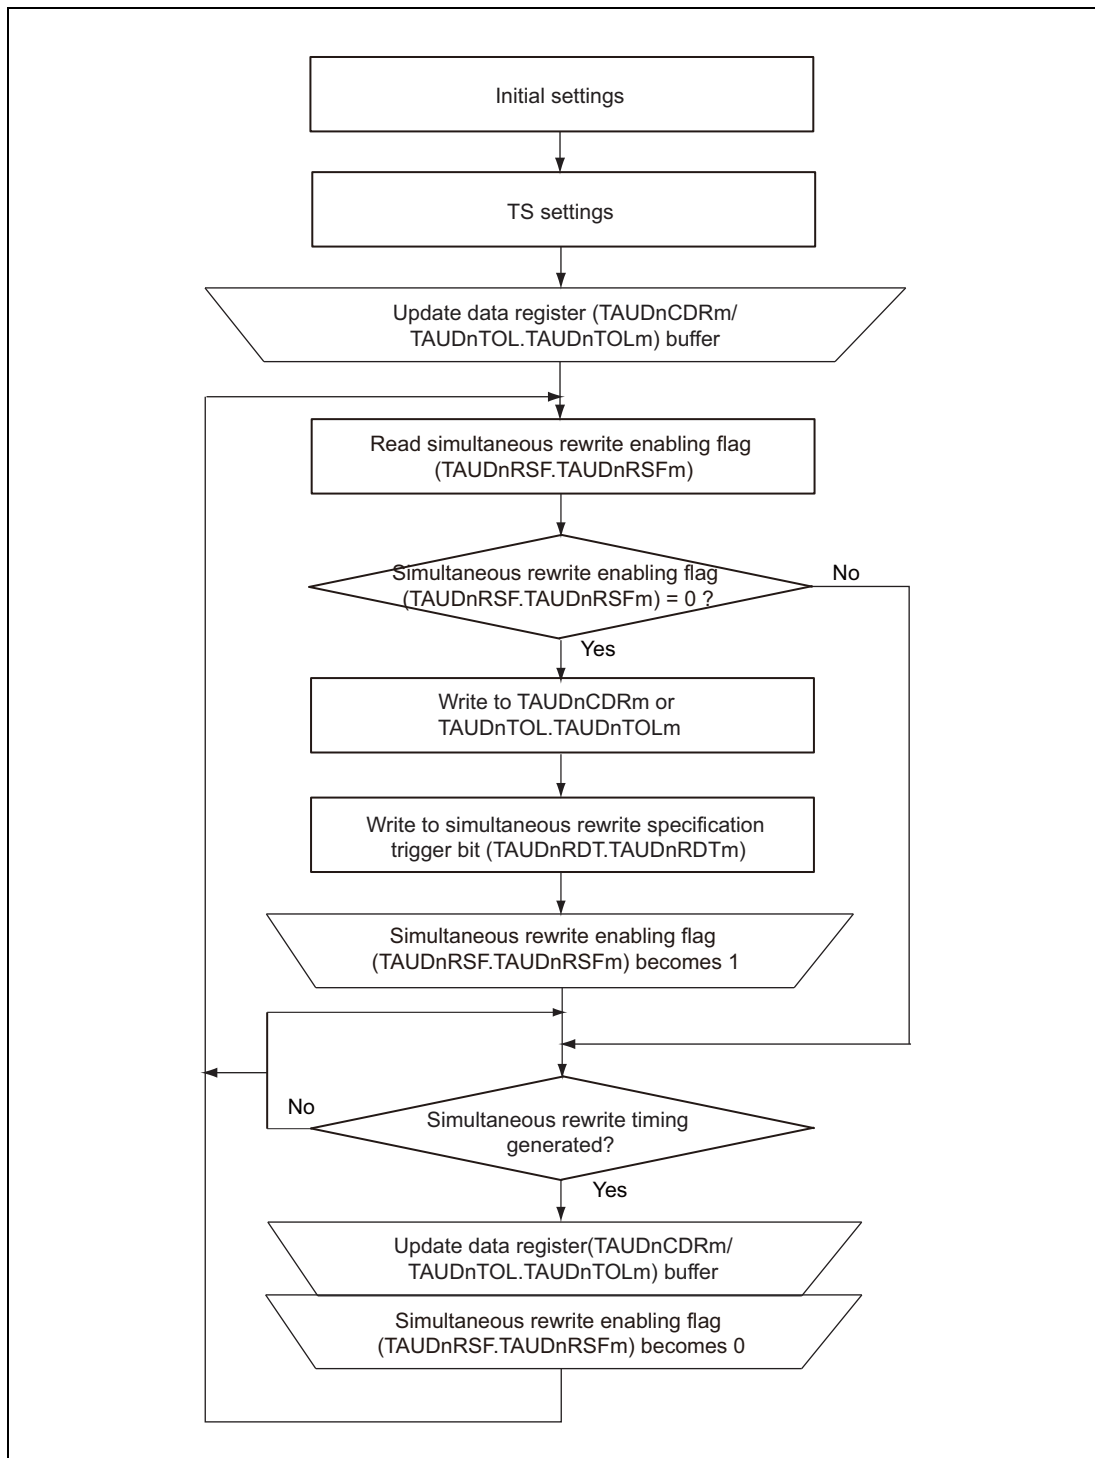 Initial settings
TS settings
Update data register (TAUDnCDRm/
TAUDnTOL.TAUDnTOLm) buffer
Read simultaneous rewrite enabling flag
(TAUDnRSF.TAUDnRSFm)
Simultaneous rewrite enabling flag
(TAUDnRSF.TAUDnRSFm) = 0 ?
No
Yes
Write to TAUDnCDRm or
TAUDnTOL.TAUDnTOLm
Write to simultaneous rewrite specification
trigger bit (TAUDnRDT.TAUDnRDTm)
Simultaneous rewrite enabling flag
(TAUDnRSF.TAUDnRSFm) becomes 1
No
Simultaneous rewrite timing
generated?
Yes
Update data register(TAUDnCDRm/
TAUDnTOL.TAUDnTOLm) buffer
Simultaneous rewrite enabling flag
(TAUDnRSF.TAUDnRSFm) becomes 0